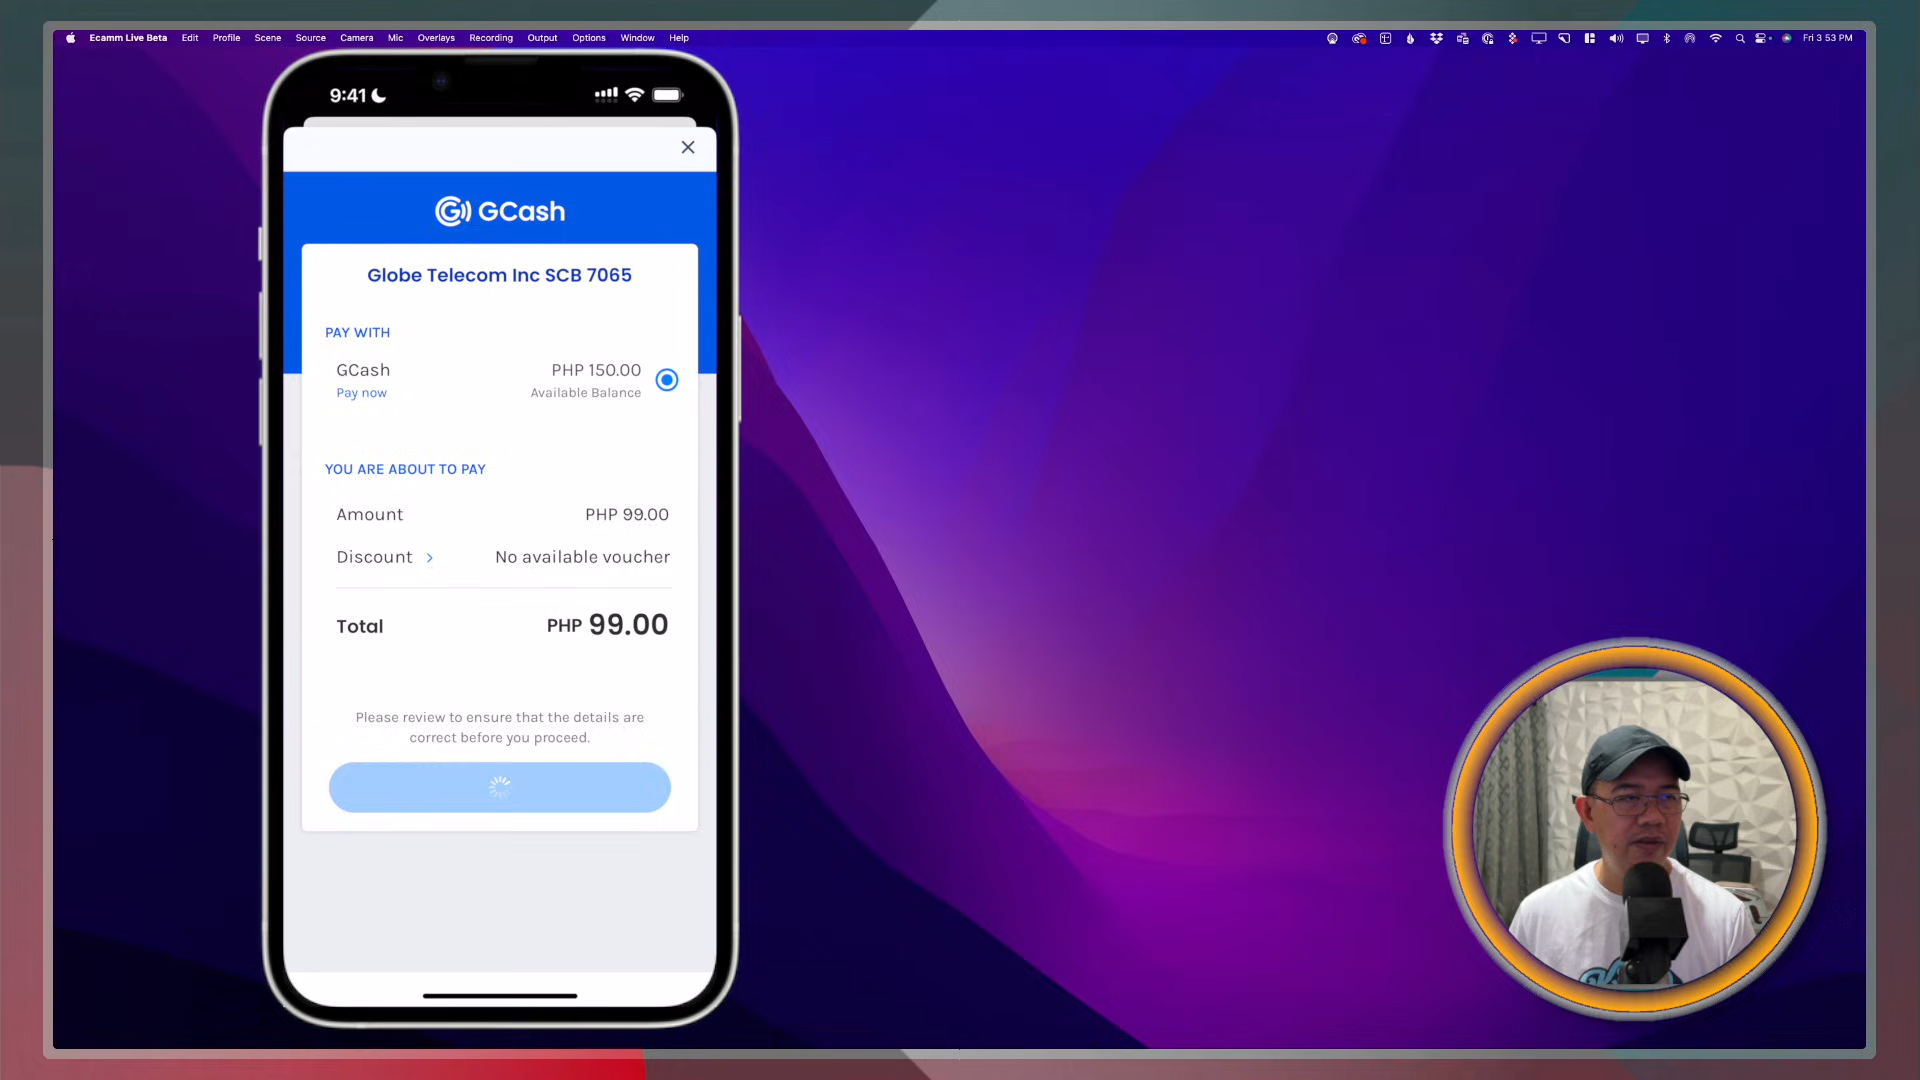 Ecamm Live Beta Edit Profile Scene Source Camera Mic Overlays Recording Output Options Window Help
Fri 3 53 PM
9:41
GCash
Globe Telecom Inc SCB 7065
PAY WITH
GCash PHP 150.00
Pay now Available Balance
YOU ARE ABOUT TO PAY
Amount PHP 99.00
Discount > No available voucher
Total PHP 99.00
Please review to ensure that the details are
correct before you proceed.